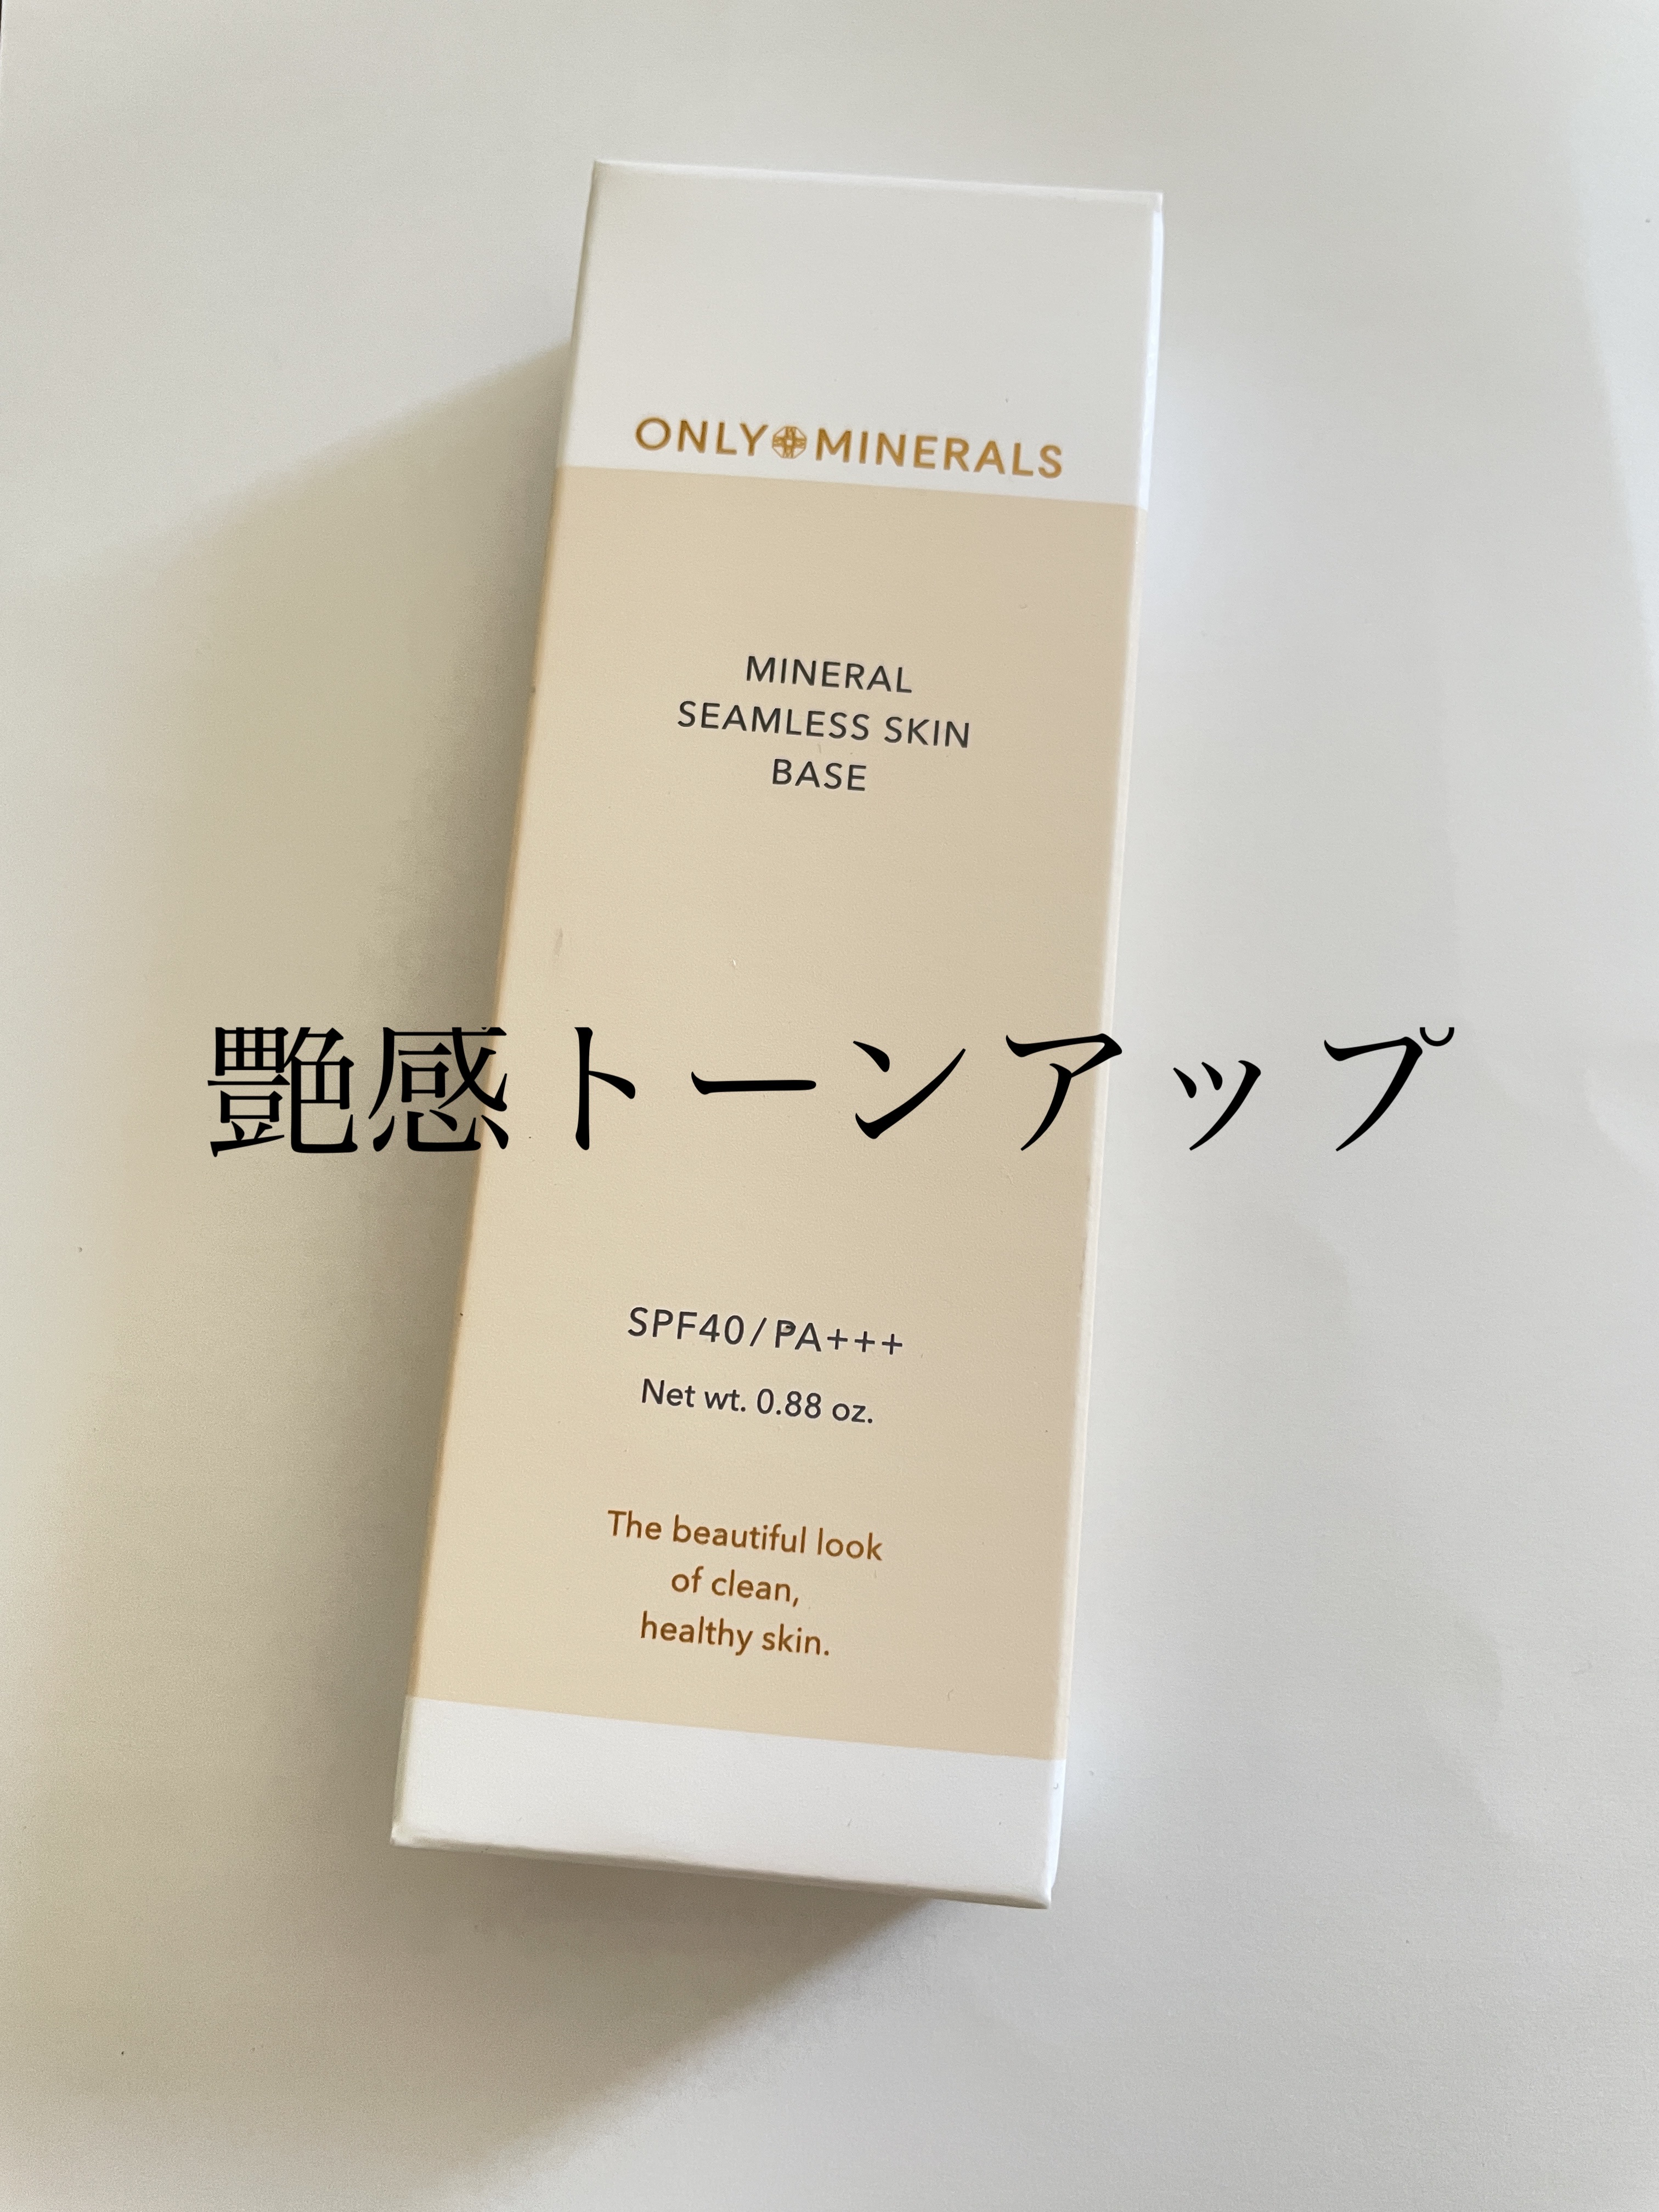 ONLY MINERALS
MINERAL
SEAMLESS SKIN
BASE
艶感トーンアップ
SPF40/PA+++
Net wt. 0.88 oz.
The beautiful look
of clean,
healthy skin.